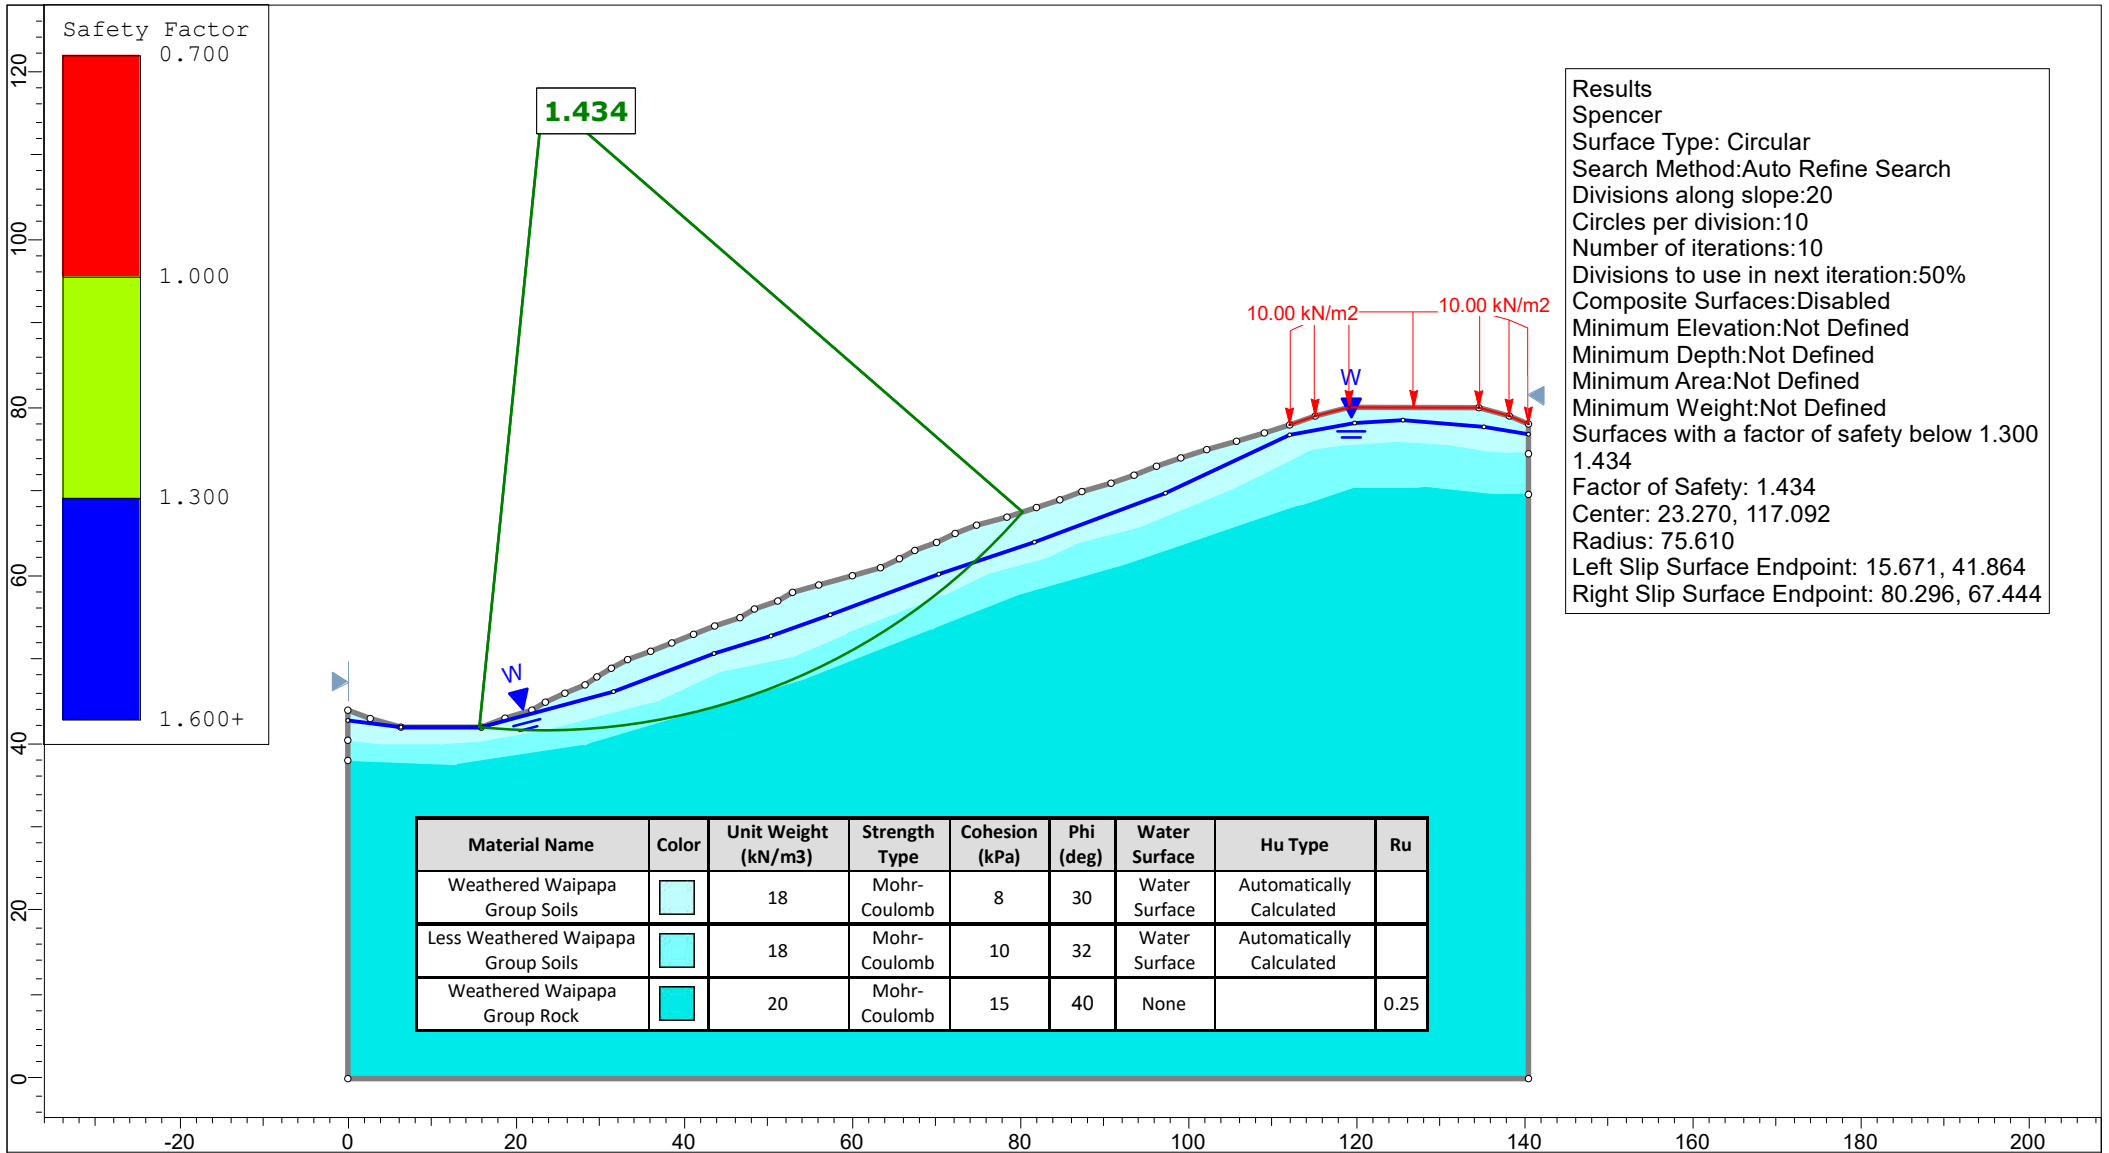 Safety Factor
0.700
1.000
1.300
1.600+
1.434
Results
Spencer
Surface Type: Circular
Search Method:Auto Refine Search
Divisions along slope:20
Circles per division:10
Number of iterations:10
Divisions to use in next iteration:50%
Composite Surfaces:Disabled
Minimum Elevation:Not Defined
Minimum Depth:Not Defined
Minimum Area:Not Defined
Minimum Weight:Not Defined
Surfaces with a factor of safety below 1.300
1.434
Factor of Safety: 1.434
Center: 23.270, 117.092
Radius: 75.610
Left Slip Surface Endpoint: 15.671, 41.864
Right Slip Surface Endpoint: 80.296, 67.444
10.00 kN/m2 10.00 kN/m2
W
W
Material Name Color Unit Weight (kN/m3) Strength Type Cohesion (kPa) Phi (deg) Water Surface Hu Type Ru
Weathered Waipapa Group Soils 18 Mohr-Coulomb 8 30 Water Surface Automatically Calculated
Less Weathered Waipapa Group Soils 18 Mohr-Coulomb 10 32 Water Surface Automatically Calculated
Weathered Waipapa Group Rock 20 Mohr-Coulomb 15 40 None 0.25
120
100
80
60
40
20
0
-20 0 20 40 60 80 100 120 140 160 180 200